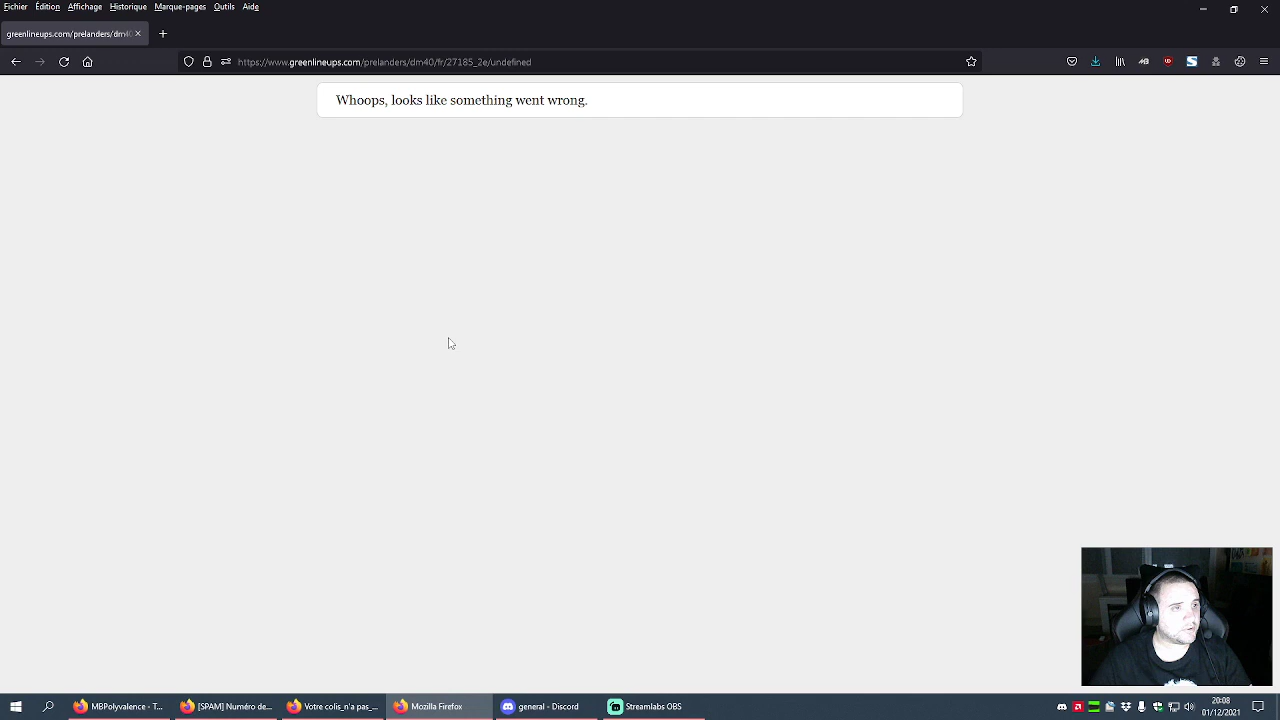 Fichier Édition Affichage Historique Marque-pages Outils Aide
greenlineups.com/prelanders/dm40
https://www.greenlineups.com/prelanders/dm40/fr/27185_2e/undefined
Whoops, looks like something went wrong.
MBPolyvalence - T... [SPAM] Numéro de... Votre colis_n'a pas_... Mozilla Firefox general - Discord Streamlabs OBS
20:08
01/12/2021